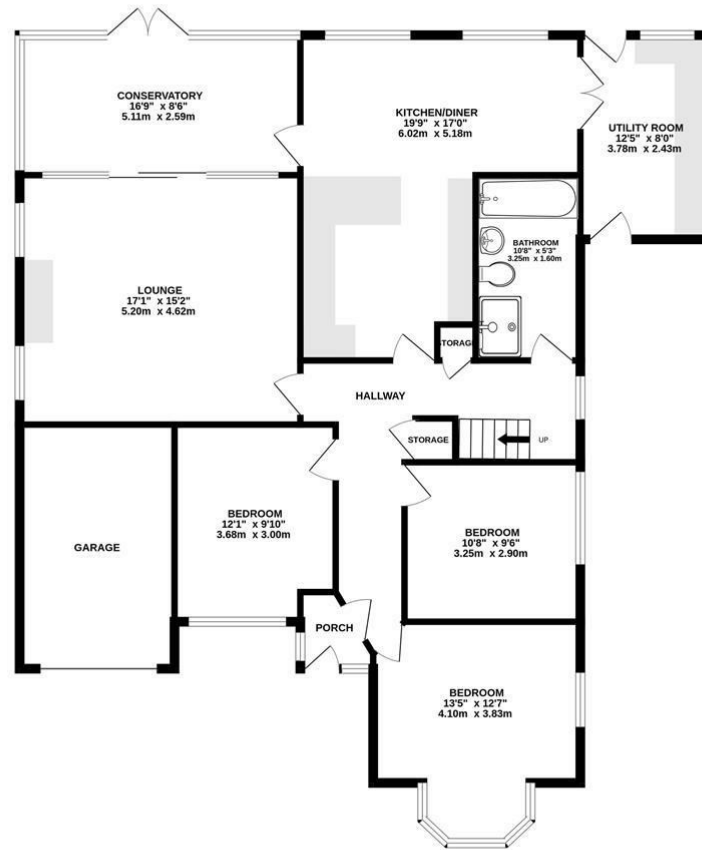 CONSERVATORY
16'9" x 8'6"
5.11m x 2.59m
KITCHEN/DINER
19'9" x 17'0"
6.02m x 5.18m
UTILITY ROOM
12'5" x 8'0"
3.78m x 2.43m
BATHROOM
10'8" x 5'3"
3.25m x 1.60m
LOUNGE
17'1" x 15'2"
5.20m x 4.62m
STORAGE
HALLWAY
STORAGE
UP
BEDROOM
12'1" x 9'10"
3.68m x 3.00m
BEDROOM
10'8" x 9'6"
3.25m x 2.90m
GARAGE
PORCH
BEDROOM
13'5" x 12'7"
4.10m x 3.83m